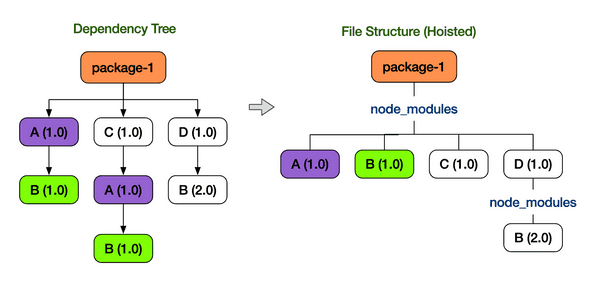 Dependency Tree
package-1
A (1.0)
C (1.0)
D (1.0)
B (1.0)
A (1.0)
B (2.0)
B (1.0)
File Structure (Hoisted)
package-1
node_modules
A (1.0)
B (1.0)
C (1.0)
D (1.0)
node_modules
B (2.0)